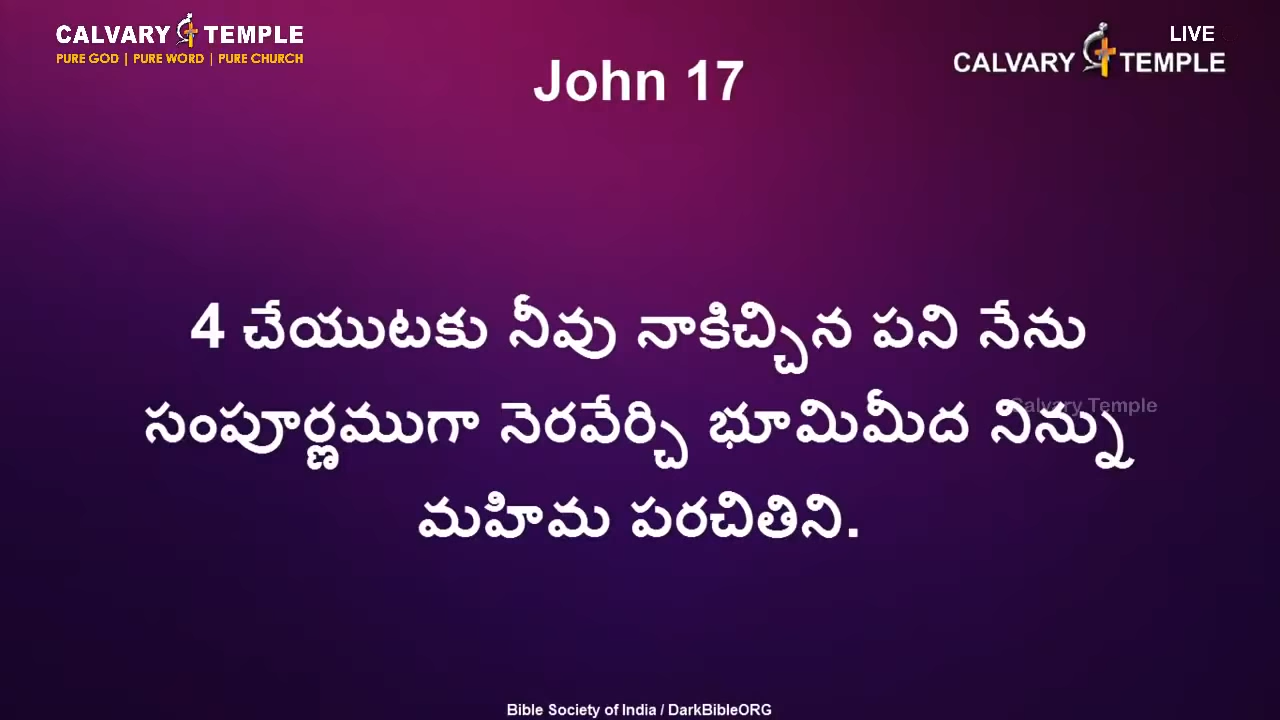 CALVARY TEMPLE
PURE GOD | PURE WORD | PURE CHURCH
LIVE
CALVARY TEMPLE
John 17
4 చేయుటకు నీవు నాకిచ్చిన పని నేను
సంపూర్ణముగా నెరవేర్చి భూమిమీద నిన్ను
Calvary Temple
మహిమ పరచితిని.
Bible Society of India / DarkBibleORG